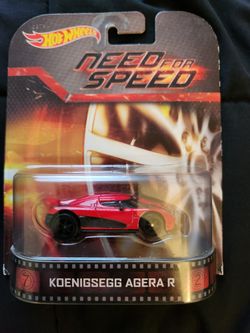 HOT WHEELS
NEED FOR
SPEED
KOENIGSEGG AGERA R